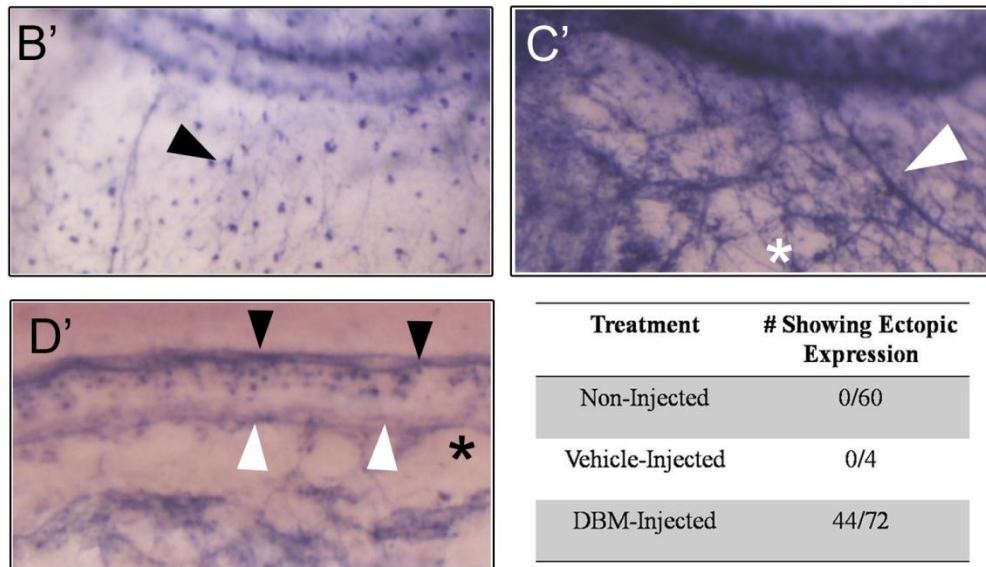 B’
C’
D’
*
*
Treatment # Showing Ectopic
Expression
Non-Injected 0/60
Vehicle-Injected 0/4
DBM-Injected 44/72